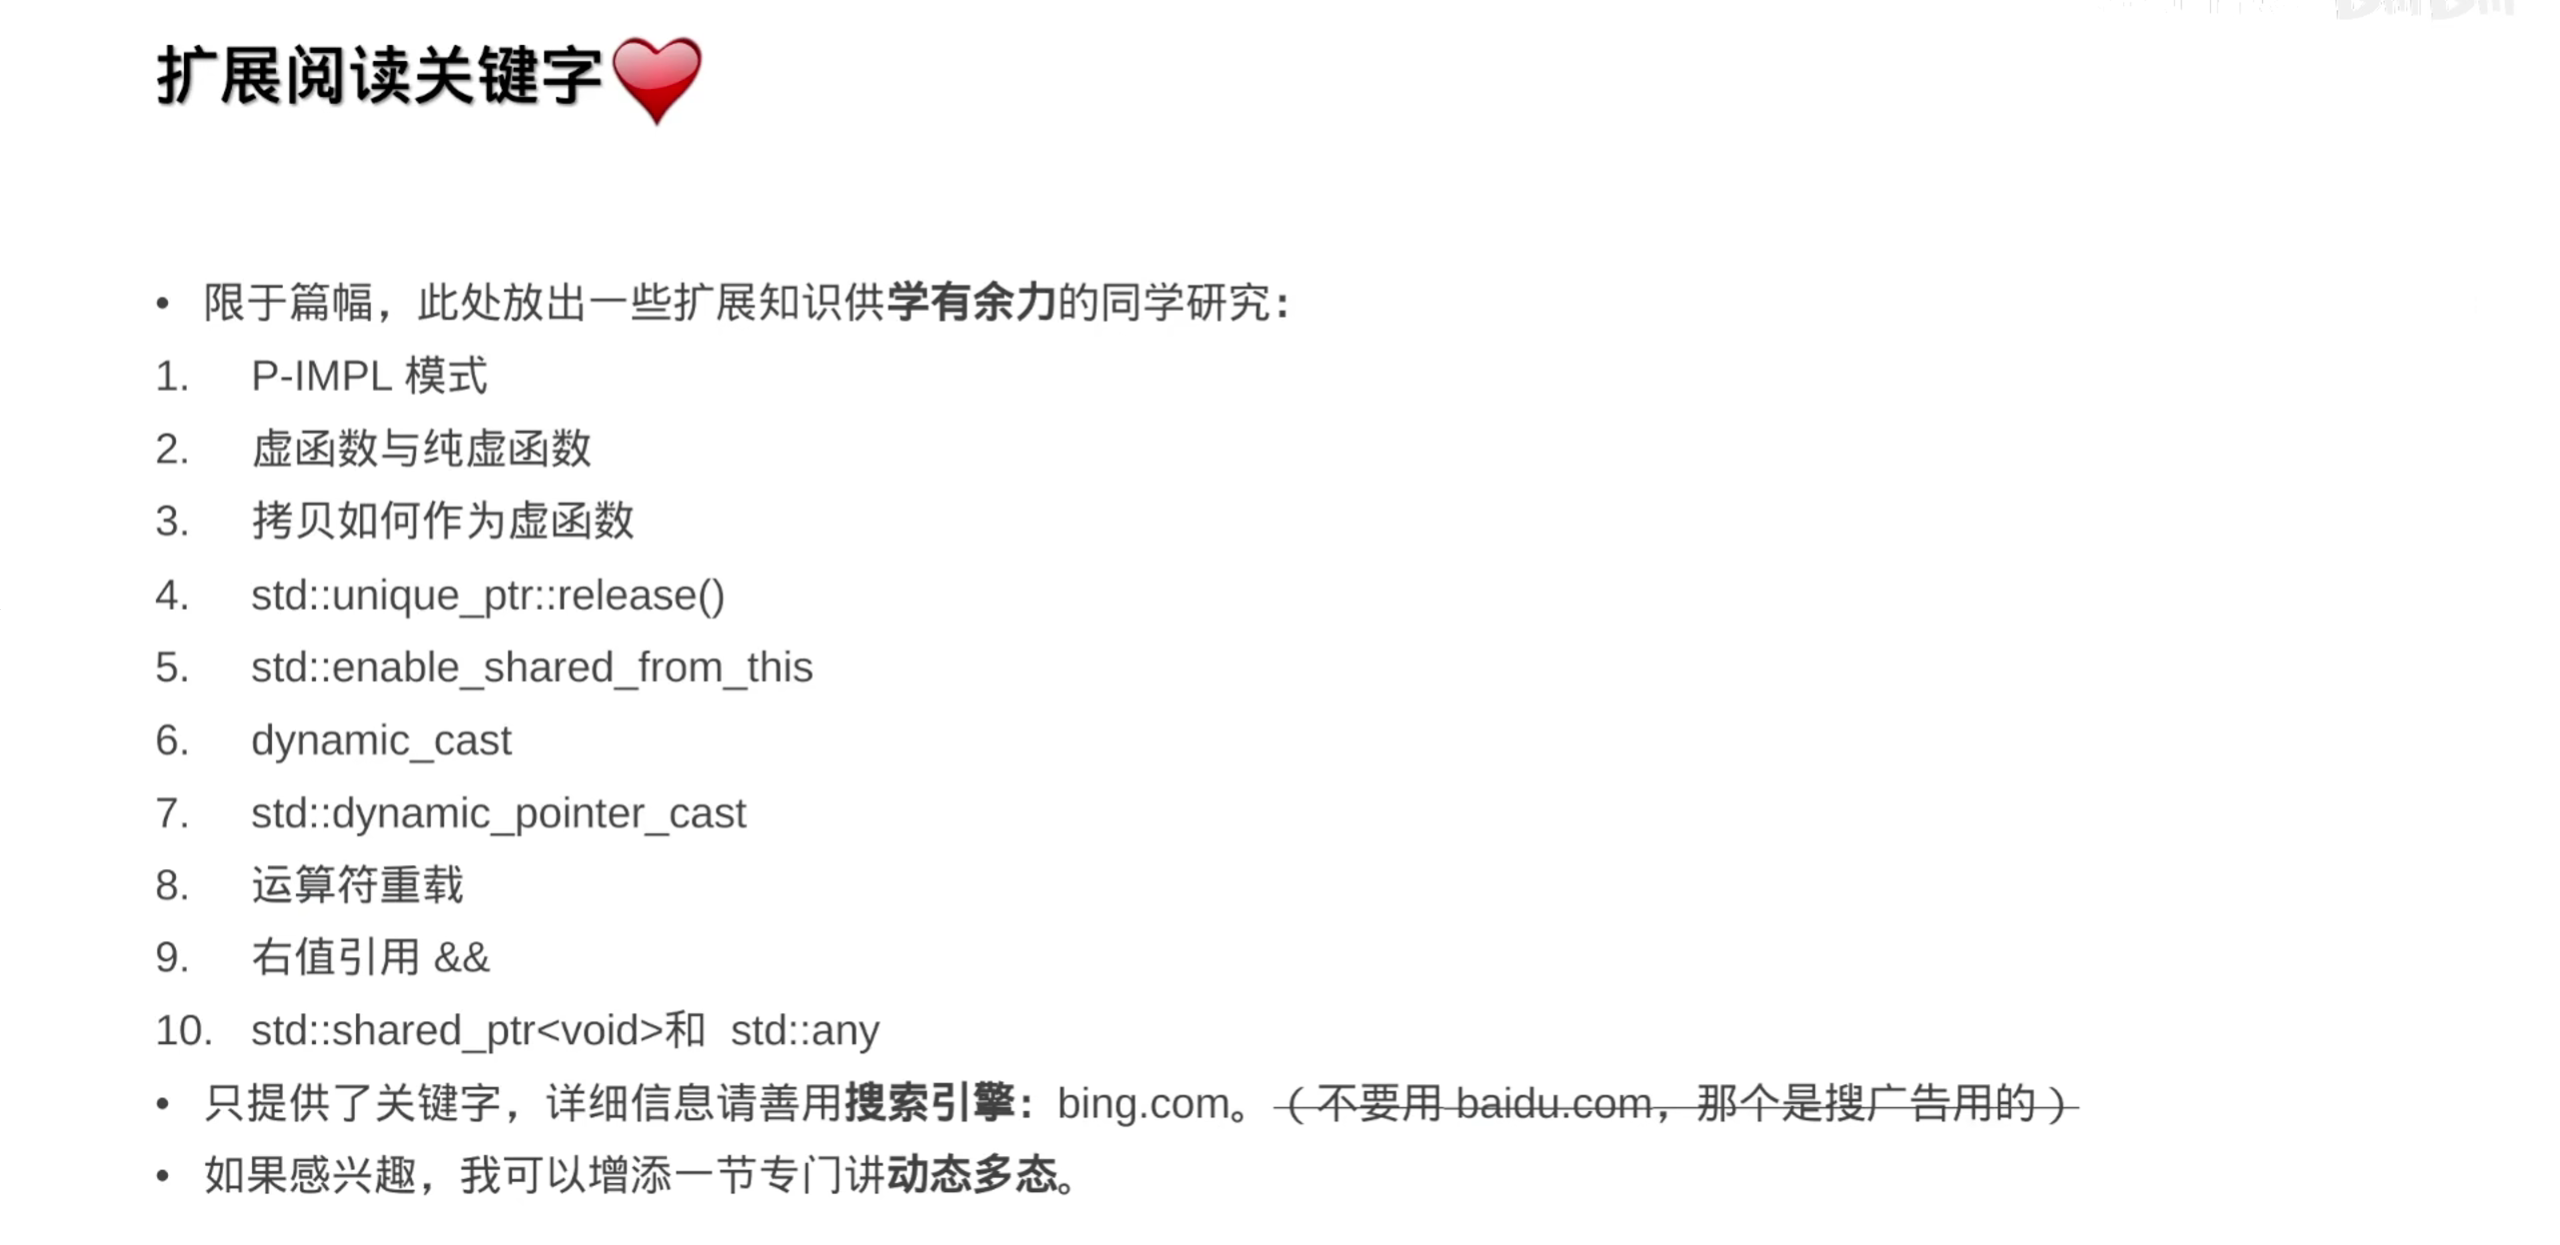 扩展阅读关键字
• 限于篇幅，此处放出一些扩展知识供学有余力的同学研究：
1. P-IMPL 模式
2. 虚函数与纯虚函数
3. 拷贝如何作为虚函数
4. std::unique_ptr::release()
5. std::enable_shared_from_this
6. dynamic_cast
7. std::dynamic_pointer_cast
8. 运算符重载
9. 右值引用 &&
10. std::shared_ptr<void>和 std::any
• 只提供了关键字，详细信息请善用搜索引擎：bing.com。（不要用 baidu.com，那个是搜广告用的）
• 如果感兴趣，我可以增添一节专门讲动态多态。